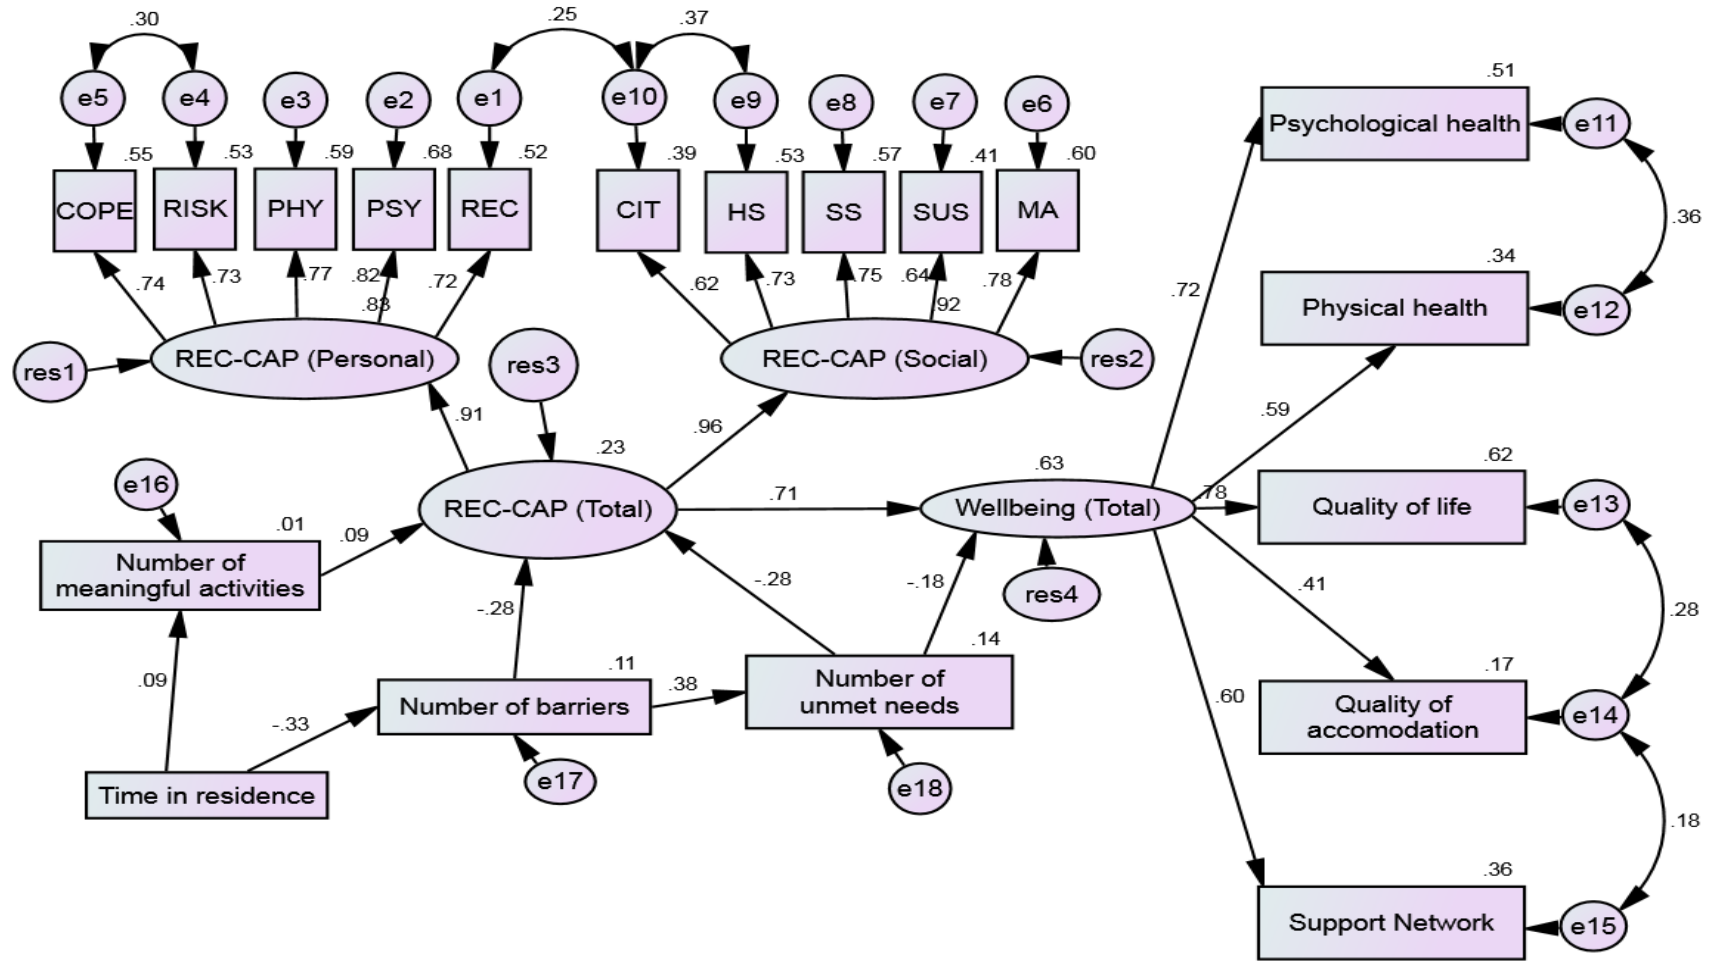 .30
.25
.37
e5
e4
e3
e2
e1
e10
e9
e8
e7
e6
.55
.53
.59
.68
.52
.39
.53
.57
.41
.60
COPE
RISK
PHY
PSY
REC
CIT
HS
SS
SUS
MA
.74
.73
.77
.82
.72
.62
.73
.75
.64
.78
.83
.92
REC-CAP (Personal)
REC-CAP (Social)
res1
res3
res2
.91
.96
.23
REC-CAP (Total)
.71
.63
Wellbeing (Total)
res4
e16
.01
.09
Number of
meaningful activities
-.28
-.28
-.18
.09
-.33
.11
Number of barriers
.38
.14
Number of
unmet needs
Time in residence
e17
e18
.51
Psychological health
e11
.36
.72
.34
Physical health
e12
.59
.62
.78
Quality of life
e13
.28
.41
.17
Quality of
accomodation
e14
.18
.60
.36
Support Network
e15